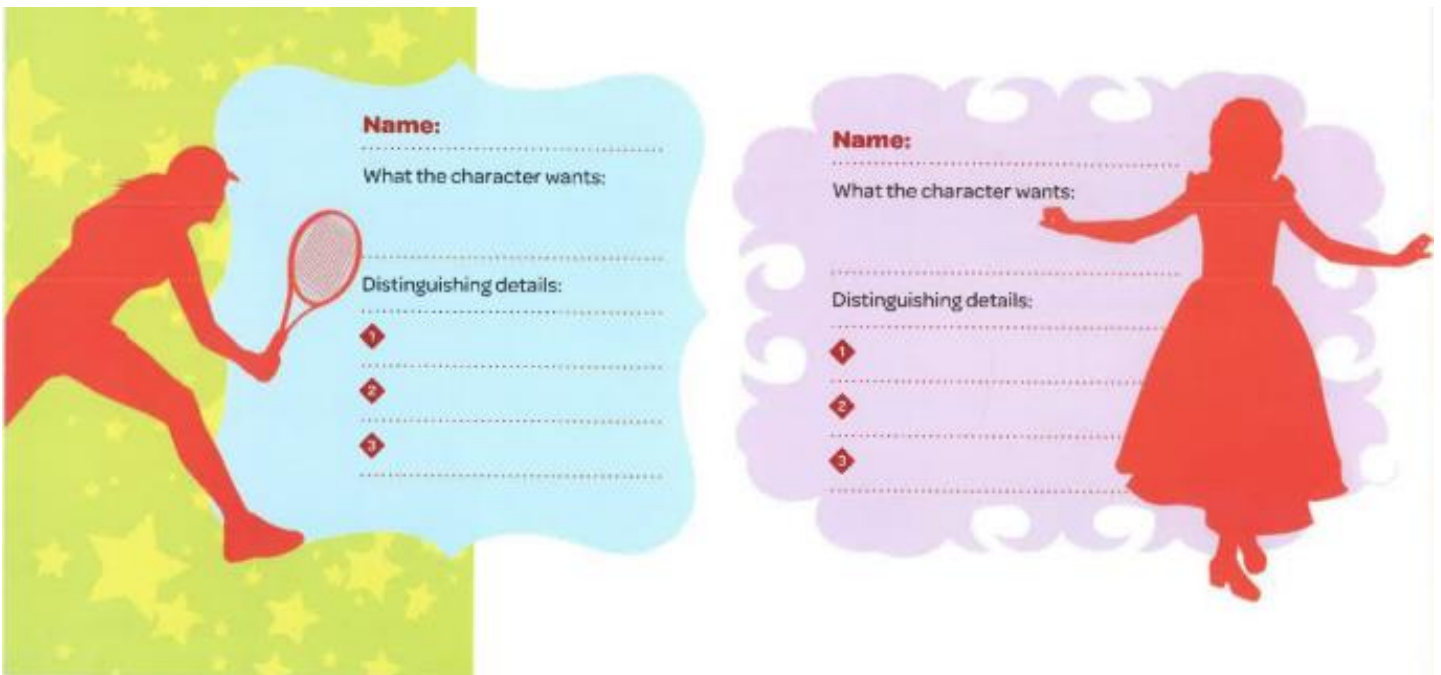 Name:
What the character wants:
Distinguishing details:
1
2
3
Name:
What the character wants:
Distinguishing details:
1
2
3